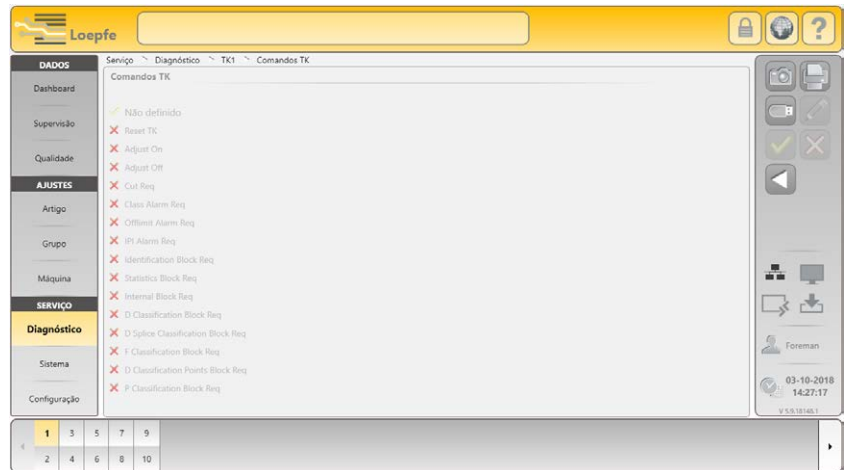 Loepfe
?
DADOS
Dashboard
Supervisão
Qualidade
AJUSTES
Artigo
Grupo
Máquina
SERVIÇO
Diagnóstico
Sistema
Configuração
Serviço > Diagnóstico > TK1 > Comandos TK
Comandos TK
Não definido
Reset TK
Adjust On
Adjust Off
Cut Req
Class Alarm Req
Offlimit Alarm Req
IPI Alarm Req
Identification Block Req
Statistics Block Req
Internal Block Req
D Classification Block Req
D Splice Classification Block Req
F Classification Block Req
D Classification Points Block Req
P Classification Block Req
Foreman
03-10-2018
14:27:17
V 5.9.18146.1
1 3 5 7 9
2 4 6 8 10